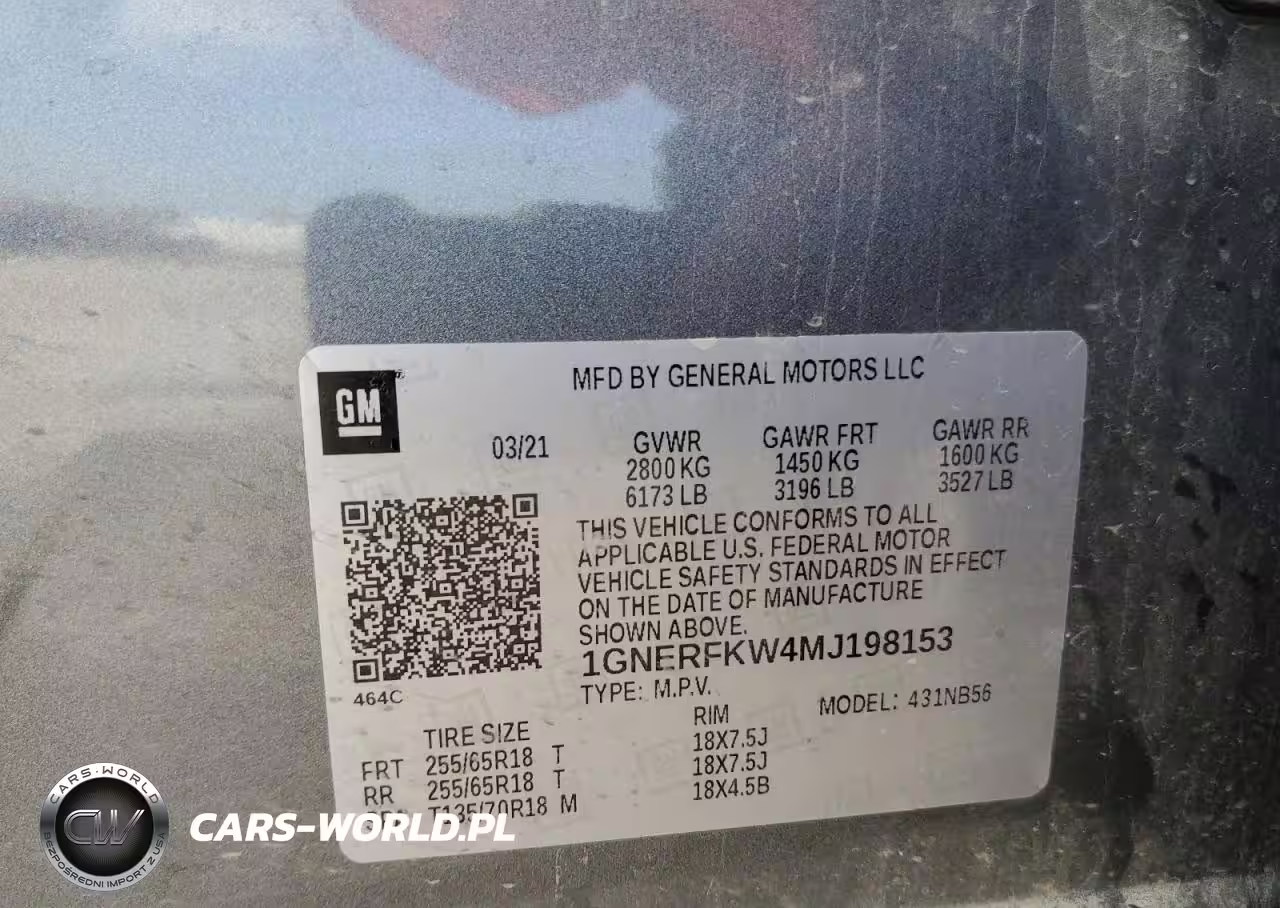 MFD BY GENERAL MOTORS LLC
GM
03/21 GVWR GAWR FRT GAWR RR
2800 KG 1450 KG 1600 KG
6173 LB 3196 LB 3527 LB
THIS VEHICLE CONFORMS TO ALL
APPLICABLE U.S. FEDERAL MOTOR
VEHICLE SAFETY STANDARDS IN EFFECT
ON THE DATE OF MANUFACTURE
SHOWN ABOVE.
1GNERFKW4MJ198153
464C
TYPE: M.P.V. MODEL: 431NB56
TIRE SIZE RIM
FRT 255/65R18 T 18X7.5J
RR 255/65R18 T 18X7.5J
T135/70R18 M 18X4.5B
CARS-WORLD
CW
BEZPOŚREDNI IMPORT Z USA
CARS-WORLD.PL